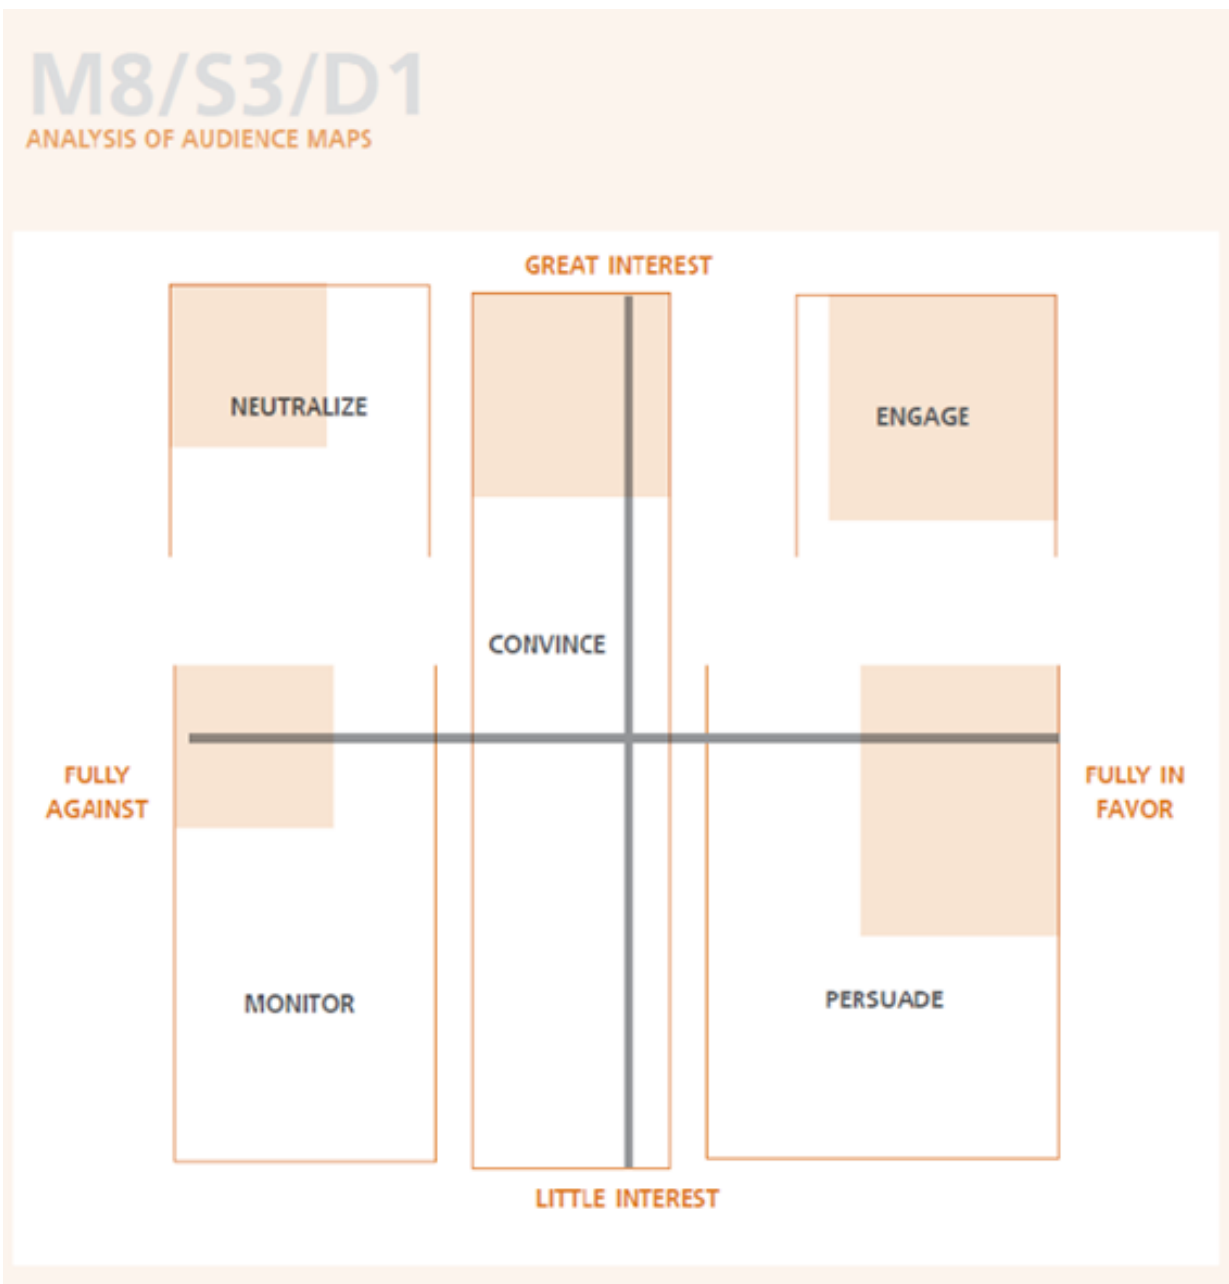 M8/S3/D1
ANALYSIS OF AUDIENCE MAPS
GREAT INTEREST
NEUTRALIZE
ENGAGE
CONVINCE
FULLY
AGAINST
FULLY IN
FAVOR
MONITOR
PERSUADE
LITTLE INTEREST